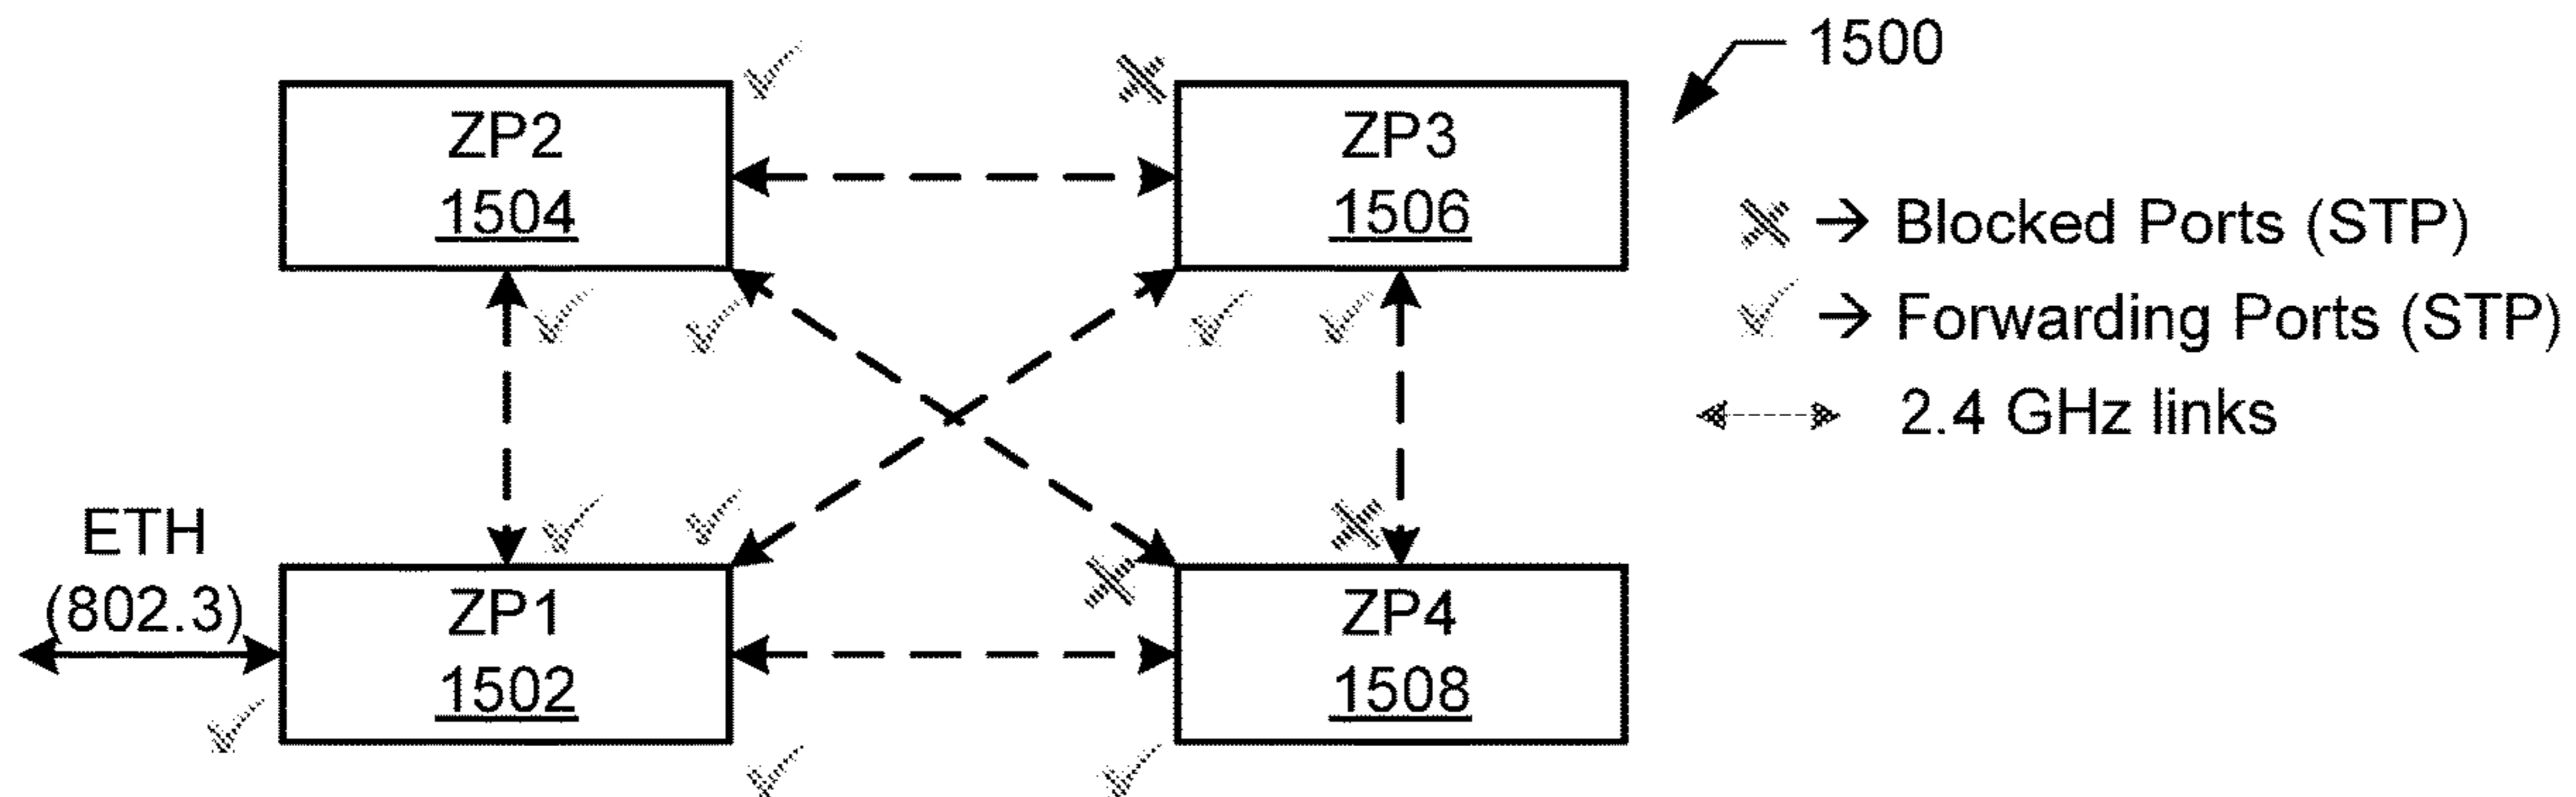 1500
ZP2
1504
ZP3
1506
→ Blocked Ports (STP)
→ Forwarding Ports (STP)
2.4 GHz links
ETH
(802.3)
ZP1
1502
ZP4
1508